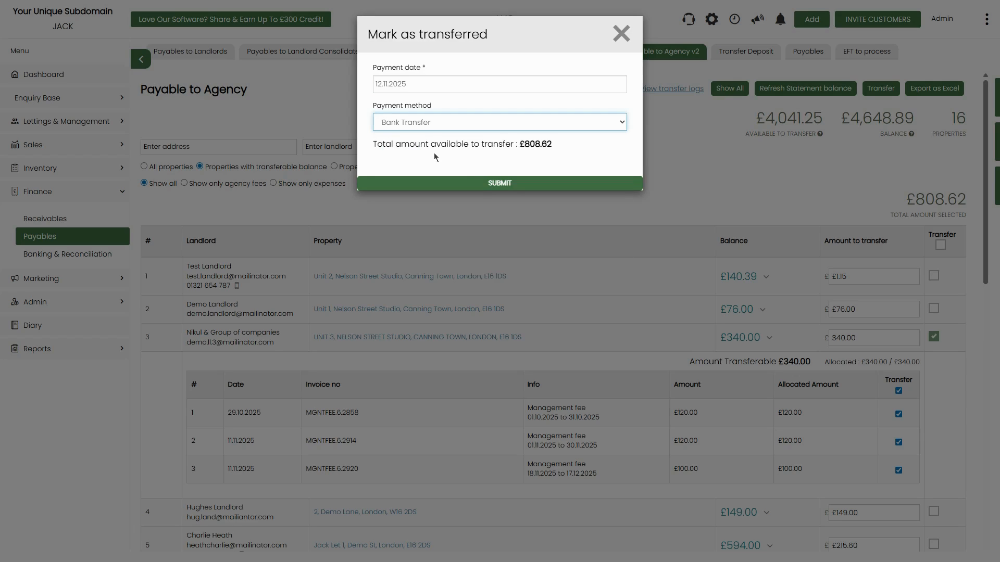 Your Unique Subdomain
JACK
Love Our Software? Share & Earn Up To £300 Credit!
Add
INVITE CUSTOMERS
Admin
Menu
Dashboard
Enquiry Base
Lettings & Management
Sales
Inventory
Finance
Receivables
Payables
Banking & Reconciliation
Marketing
Admin
Diary
Reports
Payables to Landlords
Payables to Landlord Consolidate
ble to Agency v2
Transfer Deposit
Payables
EFT to process
Payable to Agency
View transfer logs
Show All
Refresh Statement balance
Transfer
Export as Excel
£4,041.25
AVAILABLE TO TRANSFER
£4,648.89
BALANCE
16
PROPERTIES
Enter address
Enter landlord
All properties
Properties with transferable balance
Prope
Show all
Show only agency fees
Show only expenses
Mark as transferred
Payment date *
12.11.2025
Payment method
Bank Transfer
Total amount available to transfer : £808.62
SUBMIT
£808.62
TOTAL AMOUNT SELECTED
# Landlord Property Balance Amount to transfer Transfer
1 Test Landlord
test.landlord@mailinator.com
01321 654 787
Unit 2, Nelson Street Studio, Canning Town, London, E16 1DS
£140.39
£ £1.15
2 Demo Landlord
demo.landlord@mailinator.com
Unit 1, Nelson Street Studio, Canning Town, London, E16 1DS
£76.00
£ £76.00
3 Nikul & Group of companies
demo.ll.3@mailinator.com
UNIT 3, NELSON STREET STUDIO, CANNING TOWN, LONDON, E16 1DS
£340.00
£ 340.00
Amount Transferable £340.00 Allocated : £340.00 / £340.00
# Date Invoice no Info Amount Allocated Amount Transfer
1 29.10.2025 MGNTFEE.6.2858 Management fee
01.10.2025 to 31.10.2025
£120.00 £120.00
2 11.11.2025 MGNTFEE.6.2914 Management fee
01.11.2025 to 30.11.2025
£120.00 £120.00
3 11.11.2025 MGNTFEE.6.2920 Management fee
18.11.2025 to 17.12.2025
£100.00 £100.00
4 Hughes Landlord
hug.land@mailiantor.com
2, Demo Lane, London, W16 2DS
£149.00
£ £149.00
5 Charlie Heath
heathcharlie@mailinator.com
Jack Let 1, Demo St, London, E16 2DS
£594.00
£ £215.60